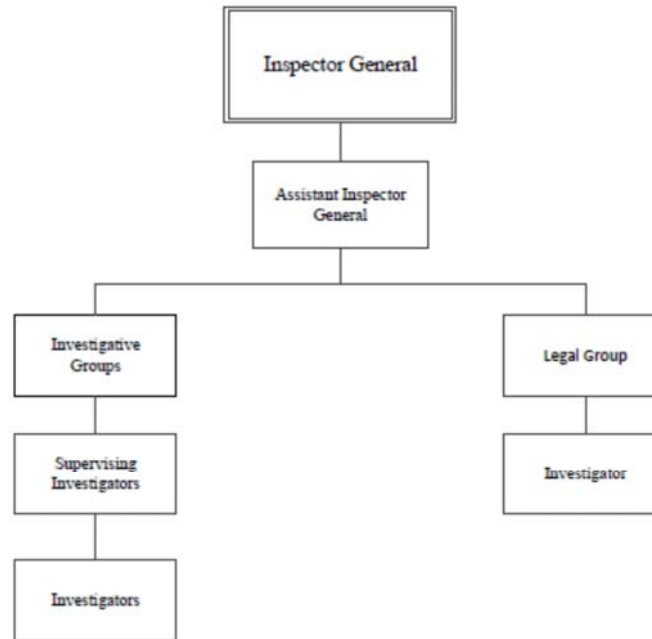 Inspector General
Assistant Inspector
General
Investigative
Groups
Legal Group
Supervising
Investigators
Investigator
Investigators